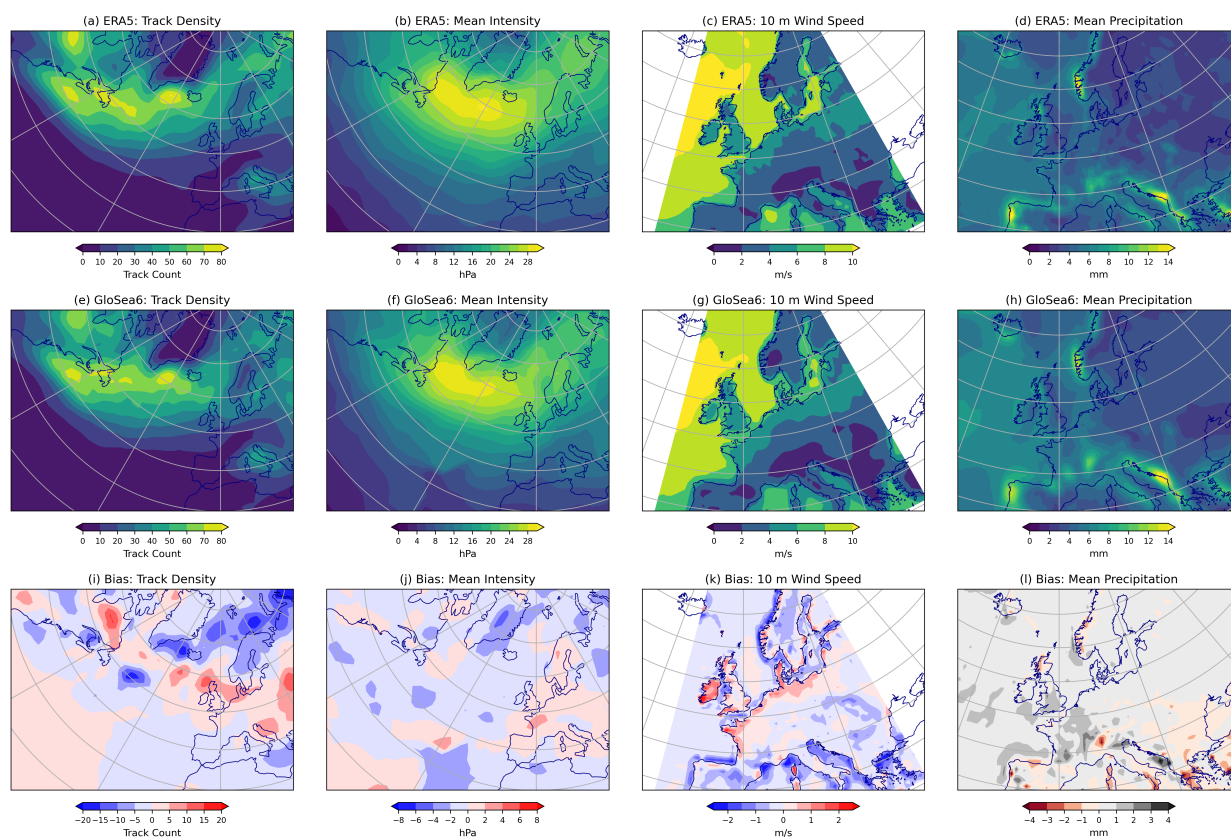 (a) ERA5: Track Density
(b) ERA5: Mean Intensity
(c) ERA5: 10 m Wind Speed
(d) ERA5: Mean Precipitation
0 10 20 30 40 50 60 70 80
0 4 8 12 16 20 24 28
0 2 4 6 8 10
0 2 4 6 8 10 12 14
Track Count
hPa
m/s
mm
(e) GloSea6: Track Density
(f) GloSea6: Mean Intensity
(g) GloSea6: 10 m Wind Speed
(h) GloSea6: Mean Precipitation
0 10 20 30 40 50 60 70 80
0 4 8 12 16 20 24 28
0 2 4 6 8 10
0 2 4 6 8 10 12 14
Track Count
hPa
m/s
mm
(i) Bias: Track Density
(j) Bias: Mean Intensity
(k) Bias: 10 m Wind Speed
(l) Bias: Mean Precipitation
−20 −15 −10 −5 0 5 10 15 20
−8 −6 −4 −2 0 2 4 6 8
−2 −1 0 1 2
−4 −3 −2 −1 0 1 2 3 4
Track Count
hPa
m/s
mm